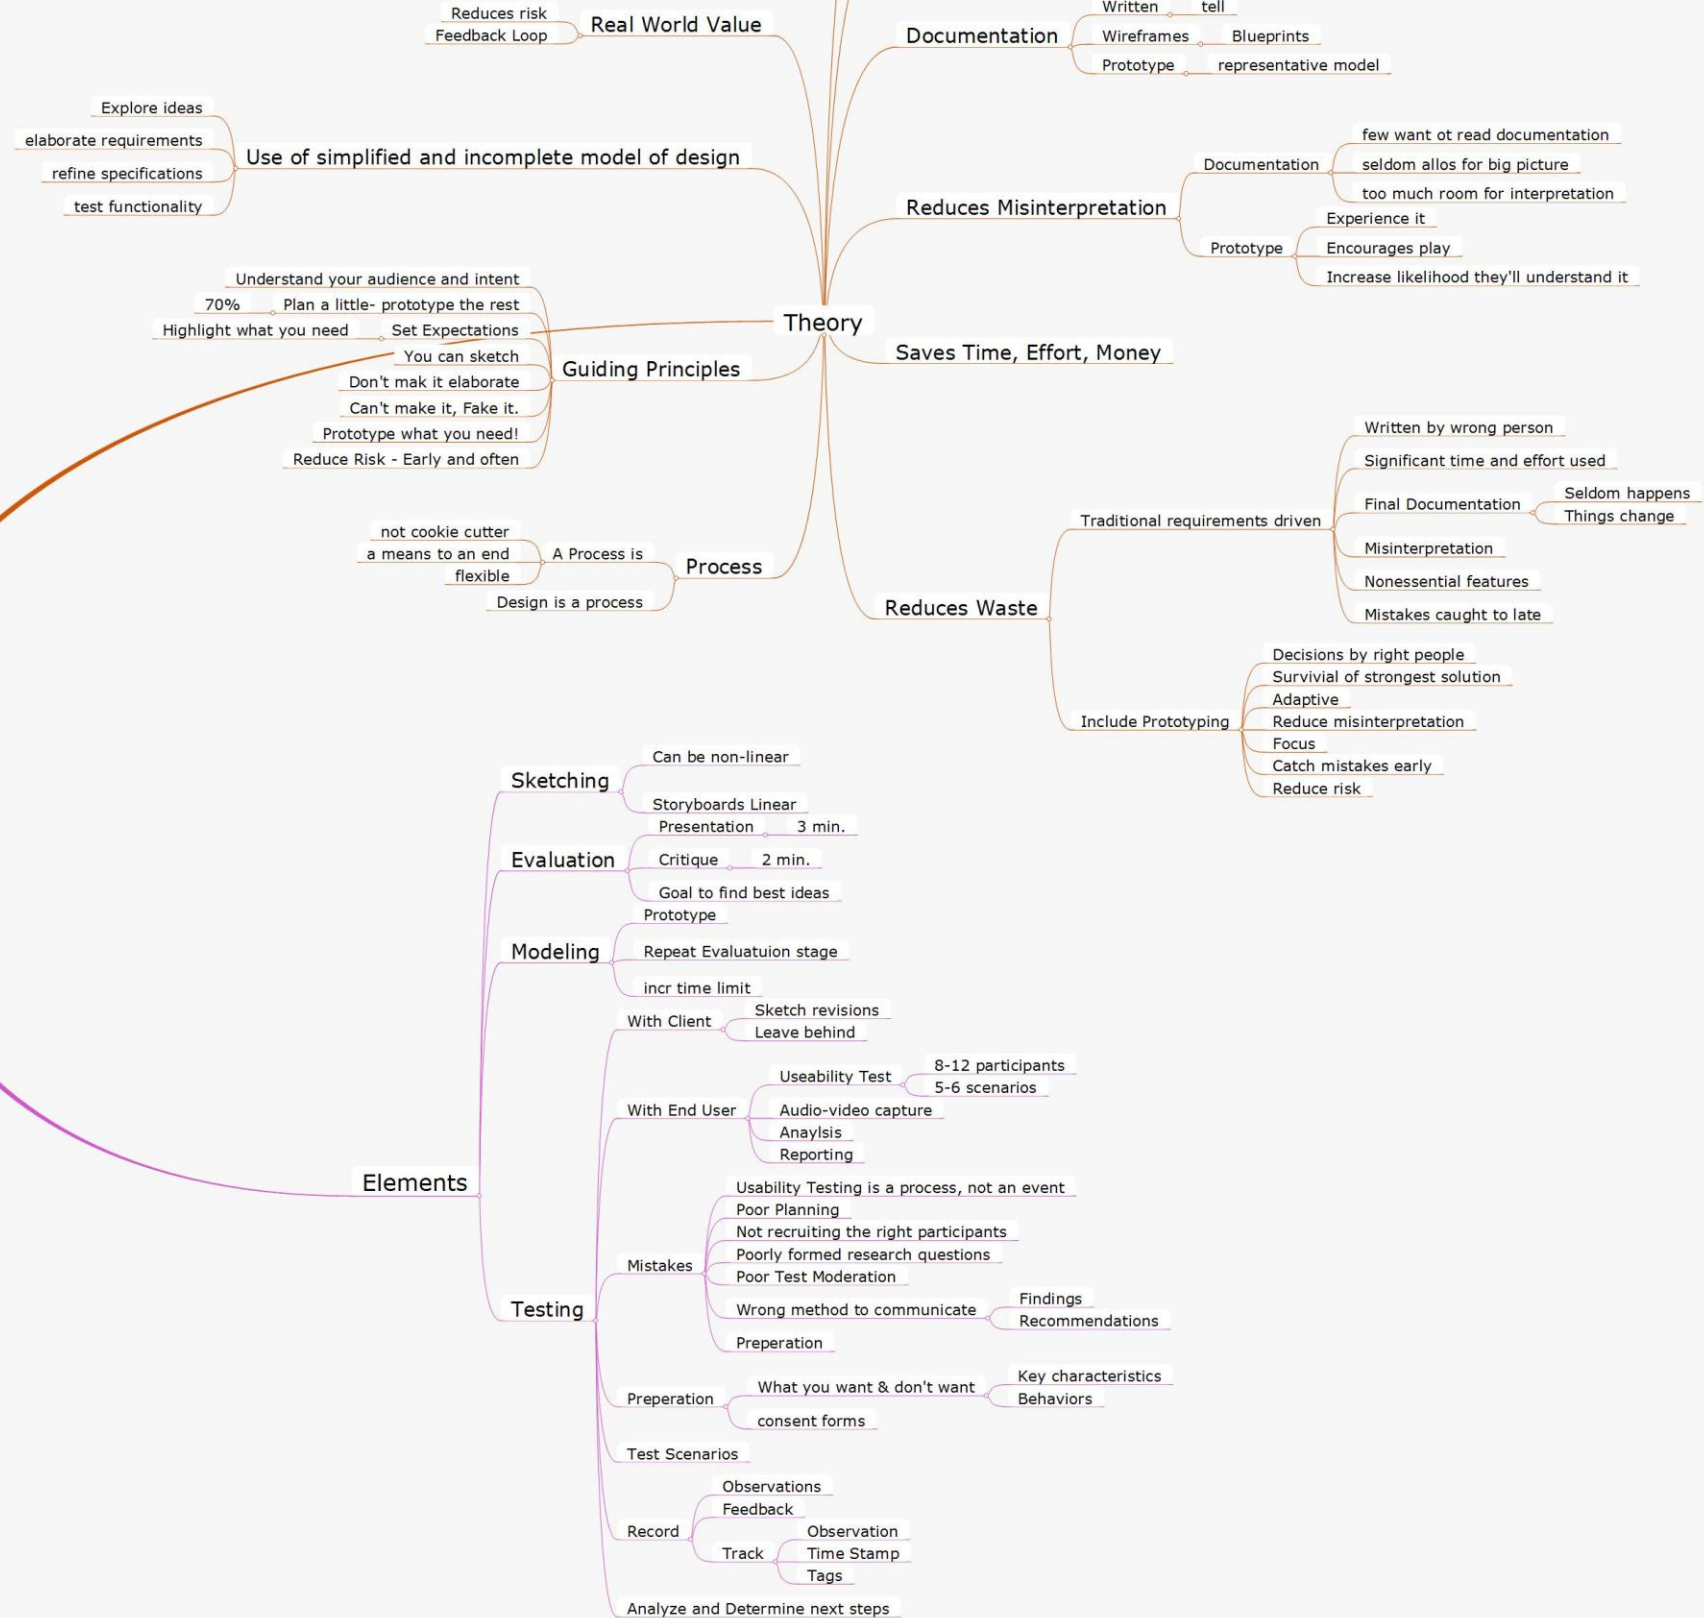 Reduces risk
Feedback Loop
Real World Value
Explore ideas
elaborate requirements
refine specifications
test functionality
Use of simplified and incomplete model of design
Understand your audience and intent
70%
Plan a little- prototype the rest
Highlight what you need
Set Expectations
You can sketch
Don't mak it elaborate
Can't make it, Fake it.
Prototype what you need!
Reduce Risk - Early and often
Guiding Principles
not cookie cutter
a means to an end
flexible
A Process is
Design is a process
Process
Theory
Documentation
Written
tell
Wireframes
Blueprints
Prototype
representative model
Reduces Misinterpretation
Documentation
few want ot read documentation
seldom allos for big picture
too much room for interpretation
Prototype
Experience it
Encourages play
Increase likelihood they'll understand it
Saves Time, Effort, Money
Reduces Waste
Traditional requirements driven
Written by wrong person
Significant time and effort used
Final Documentation
Seldom happens
Things change
Misinterpretation
Nonessential features
Mistakes caught to late
Include Prototyping
Decisions by right people
Survivial of strongest solution
Adaptive
Reduce misinterpretation
Focus
Catch mistakes early
Reduce risk
Elements
Sketching
Can be non-linear
Storyboards Linear
Evaluation
Presentation
3 min.
Critique
2 min.
Goal to find best ideas
Modeling
Prototype
Repeat Evaluatuion stage
incr time limit
Testing
With Client
Sketch revisions
Leave behind
With End User
Useability Test
8-12 participants
5-6 scenarios
Audio-video capture
Anaylsis
Reporting
Mistakes
Usability Testing is a process, not an event
Poor Planning
Not recruiting the right participants
Poorly formed research questions
Poor Test Moderation
Wrong method to communicate
Findings
Recommendations
Preperation
Preperation
What you want & don't want
Key characteristics
Behaviors
consent forms
Test Scenarios
Record
Observations
Feedback
Track
Observation
Time Stamp
Tags
Analyze and Determine next steps